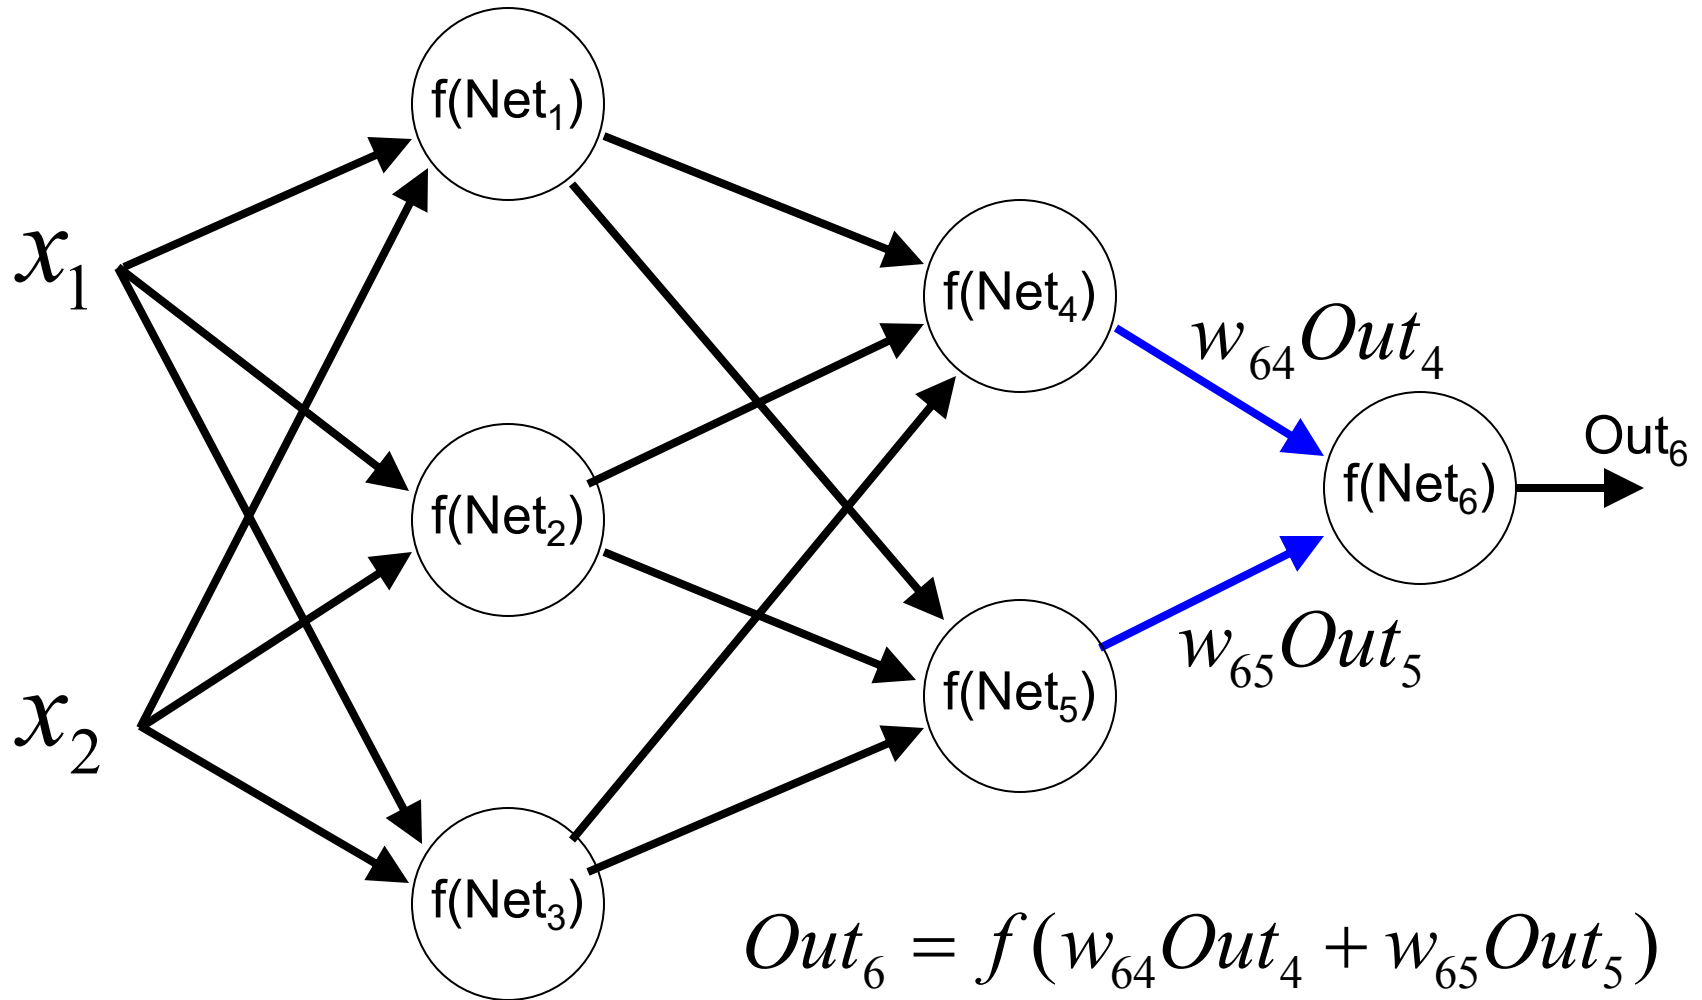 f(Net₁)
x₁
f(Net₄)
w₆₄Out₄
Out₆
f(Net₆)
f(Net₂)
w₆₅Out₅
f(Net₅)
x₂
f(Net₃)
Out₆ = f(w₆₄Out₄ + w₆₅Out₅)